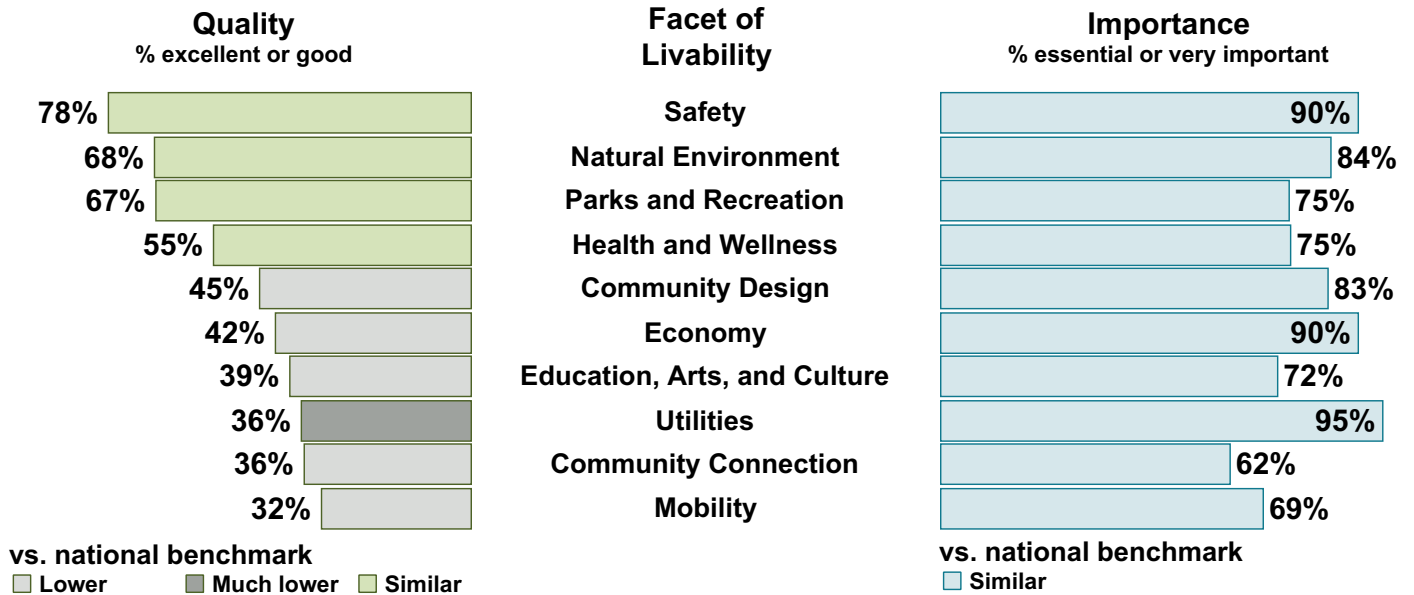 Quality
% excellent or good
Facet of
Livability
Importance
% essential or very important
78% Safety 90%
68% Natural Environment 84%
67% Parks and Recreation 75%
55% Health and Wellness 75%
45% Community Design 83%
42% Economy 90%
39% Education, Arts, and Culture 72%
36% Utilities 95%
36% Community Connection 62%
32% Mobility 69%
vs. national benchmark
Lower Much lower Similar
vs. national benchmark
Similar